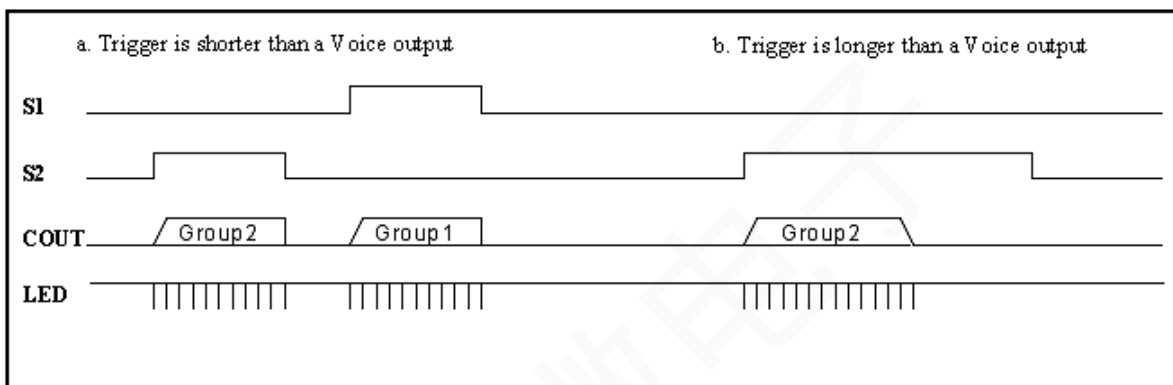 a. Trigger is shorter than a Voice output
b. Trigger is longer than a Voice output
S1
S2
COUT
Group2
Group1
Group2
LED